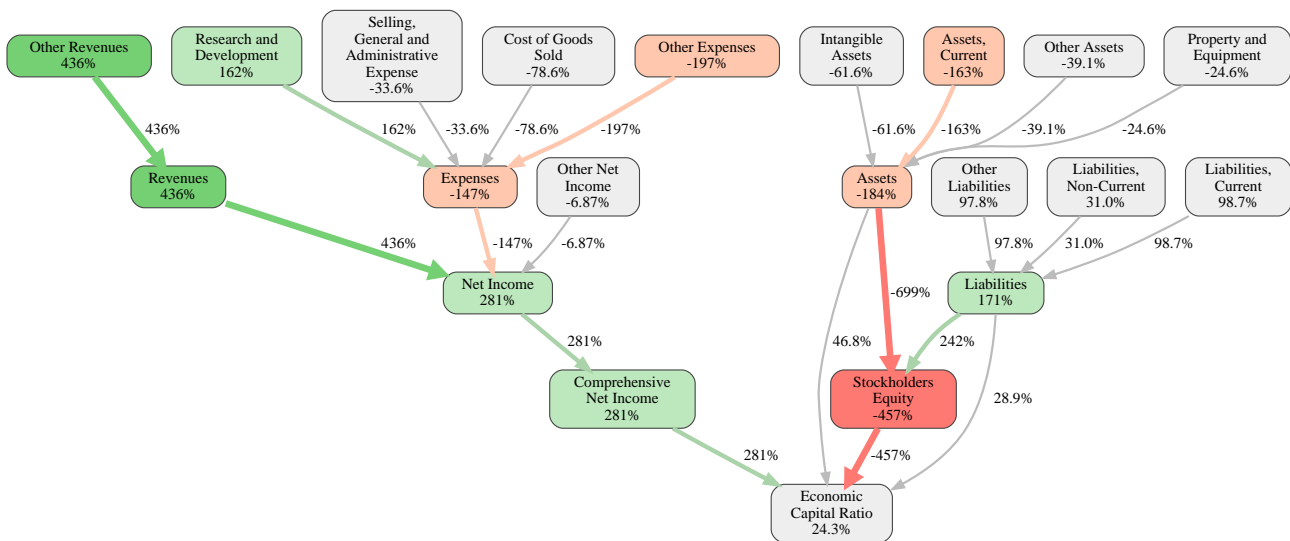 Other Revenues
436%
Research and
Development
162%
Selling,
General and
Administrative
Expense
-33.6%
Cost of Goods
Sold
-78.6%
Other Expenses
-197%
Intangible
Assets
-61.6%
Assets,
Current
-163%
Other Assets
-39.1%
Property and
Equipment
-24.6%
436%
162%
-33.6%
-78.6%
-197%
-61.6%
-163%
-39.1%
-24.6%
Revenues
436%
Expenses
-147%
Other Net
Income
-6.87%
Assets
-184%
Other
Liabilities
97.8%
Liabilities,
Non-Current
31.0%
Liabilities,
Current
98.7%
436%
-147%
-6.87%
97.8%
31.0%
98.7%
Net Income
281%
-699%
Liabilities
171%
281%
46.8%
242%
Comprehensive
Net Income
281%
Stockholders
Equity
-457%
28.9%
281%
-457%
Economic
Capital Ratio
24.3%